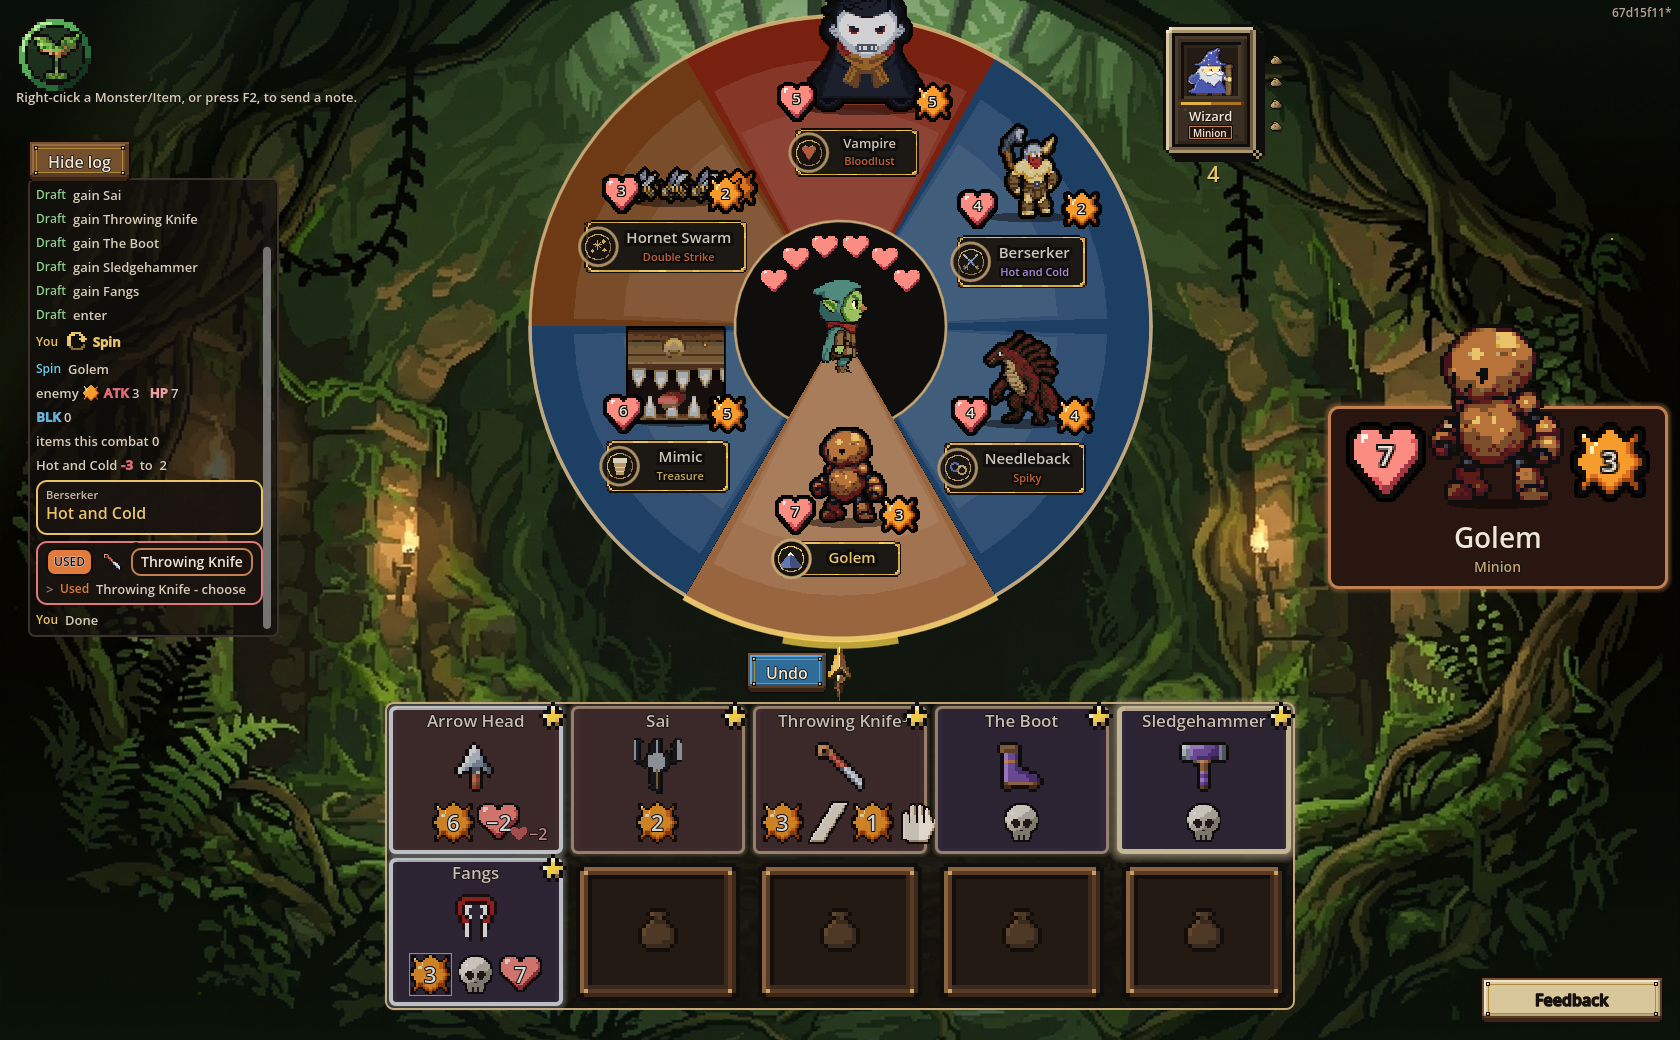 67d15f11*
Right-click a Monster/Item, or press F2, to send a note.
Hide log
Draft gain Sai
Draft gain Throwing Knife
Draft gain The Boot
Draft gain Sledgehammer
Draft gain Fangs
Draft enter
You Spin
Spin Golem
enemy ATK 3 HP 7
BLK 0
items this combat 0
Hot and Cold -3 to 2
Berserker
Hot and Cold
USED Throwing Knife
> Used Throwing Knife - choose
You Done
5
5
Vampire
Bloodlust
3
2
Hornet Swarm
Double Strike
4
2
Berserker
Hot and Cold
6
5
Mimic
Treasure
4
4
Needleback
Spiky
7
3
Golem
Wizard
Minion
4
7
3
Golem
Minion
Undo
Arrow Head
6 -2 -2
Sai
2
Throwing Knife
3 1
The Boot
Sledgehammer
Fangs
3 7
Feedback